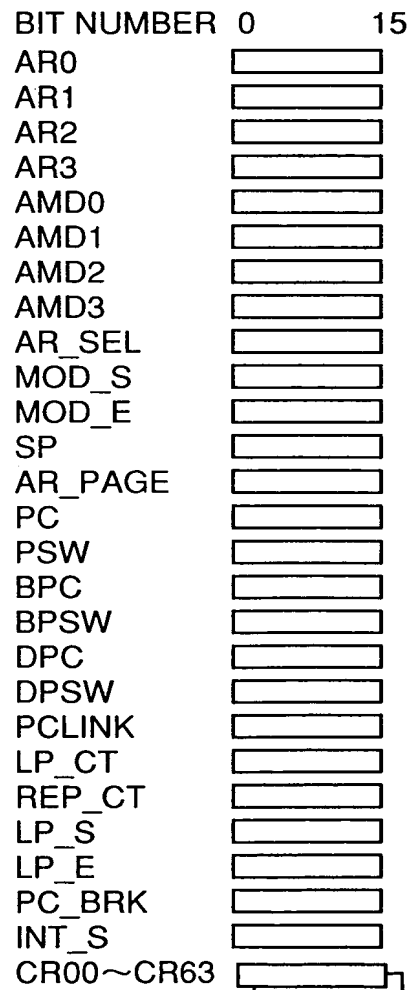 BIT NUMBER 0 15
AR0
AR1
AR2
AR3
AMD0
AMD1
AMD2
AMD3
AR_SEL
MOD_S
MOD_E
SP
AR_PAGE
PC
PSW
BPC
BPSW
DPC
DPSW
PCLINK
LP_CT
REP_CT
LP_S
LP_E
PC_BRK
INT_S
CR00～CR63